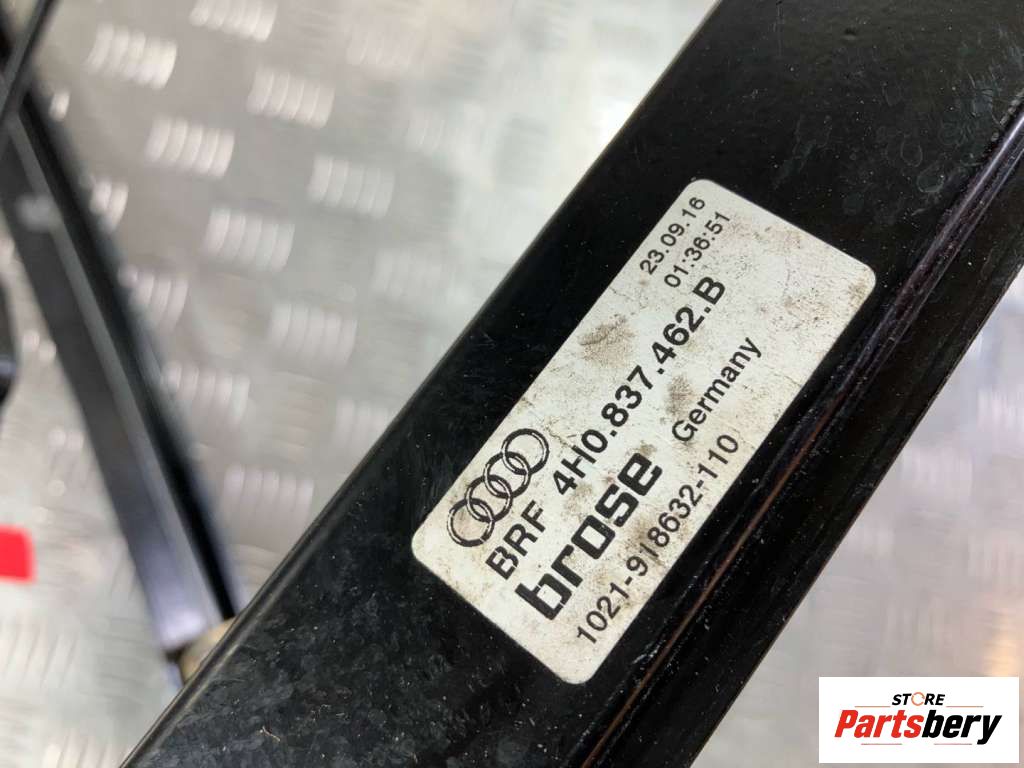 23.09.16
01:36:51
BRF 4H0.837.462.B
brose Germany
1021-918632-110
STORE
Partsbery